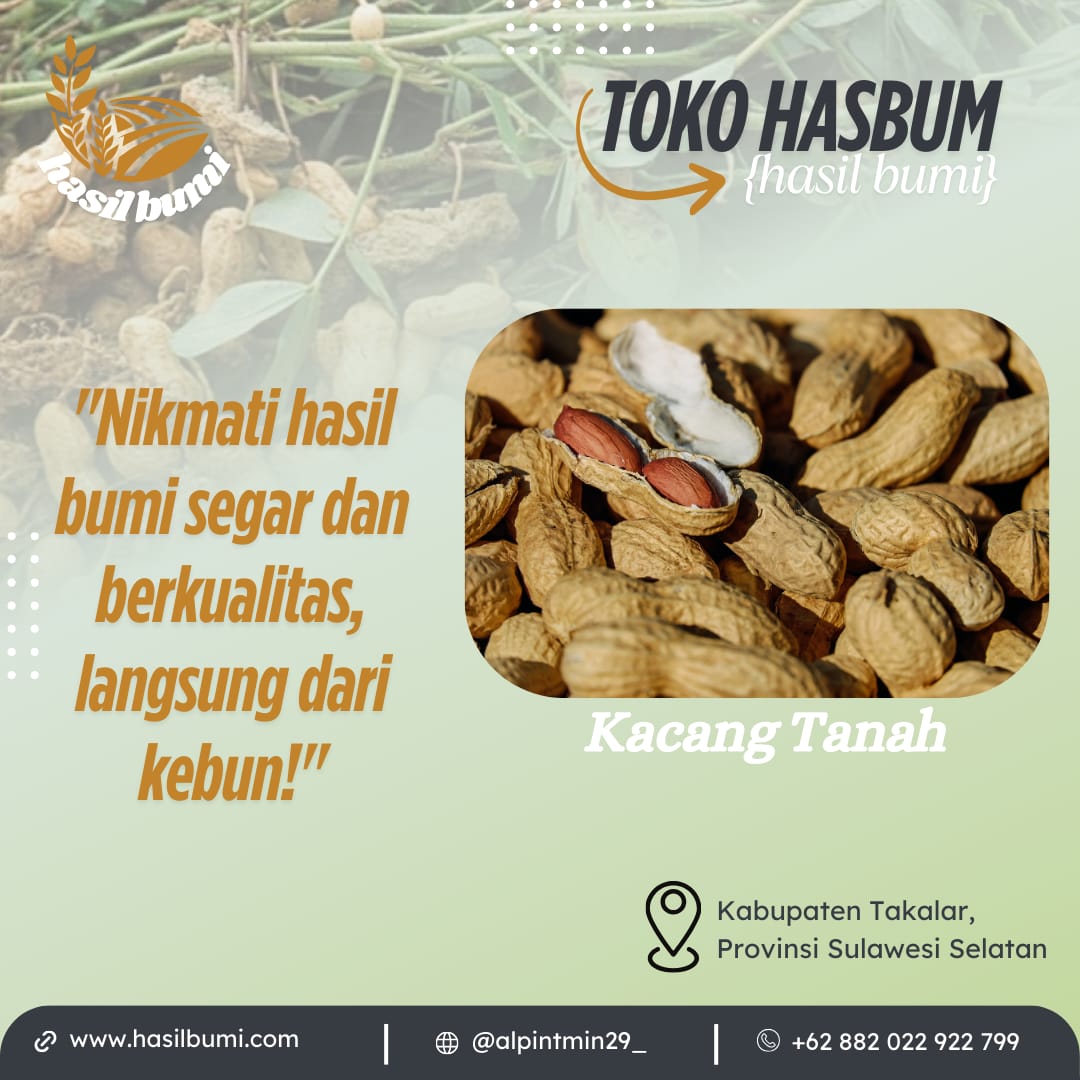 hasil bumi
TOKO HASBUM
{hasil bumi}
"Nikmati hasil
bumi segar dan
berkualitas,
langsung dari
kebun!"
Kacang Tanah
Kabupaten Takalar,
Provinsi Sulawesi Selatan
www.hasilbumi.com
@alpintmin29_
+62 882 022 922 799